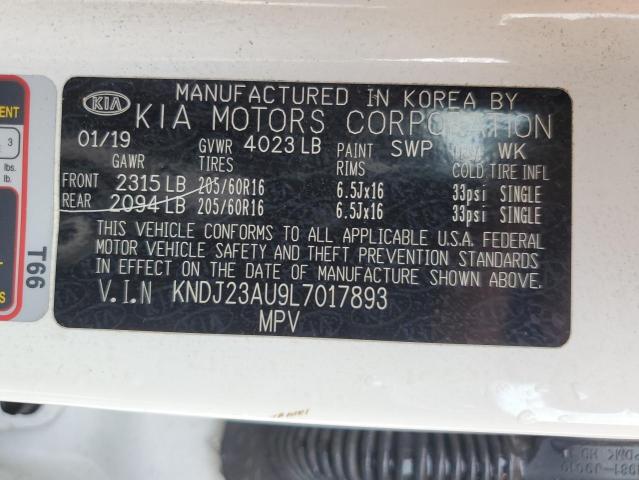 MANUFACTURED IN KOREA BY
KIA KIA MOTORS CORPORATION
01/19 GVWR 4023 LB PAINT SWP WK
GAWR TIRES RIMS COLD TIRE INFL
FRONT 2315 LB 205/60R16 6.5Jx16 33psi SINGLE
REAR 2094 LB 205/60R16 6.5Jx16 33psi SINGLE
THIS VEHICLE CONFORMS TO ALL APPLICABLE U.S.A. FEDERAL
MOTOR VEHICLE SAFETY AND THEFT PREVENTION STANDARDS
IN EFFECT ON THE DATE OF MANUFACTURE SHOWN ABOVE.
V.I.N KNDJ23AU9L7017893
MPV
3
lbs.
lb.
T66